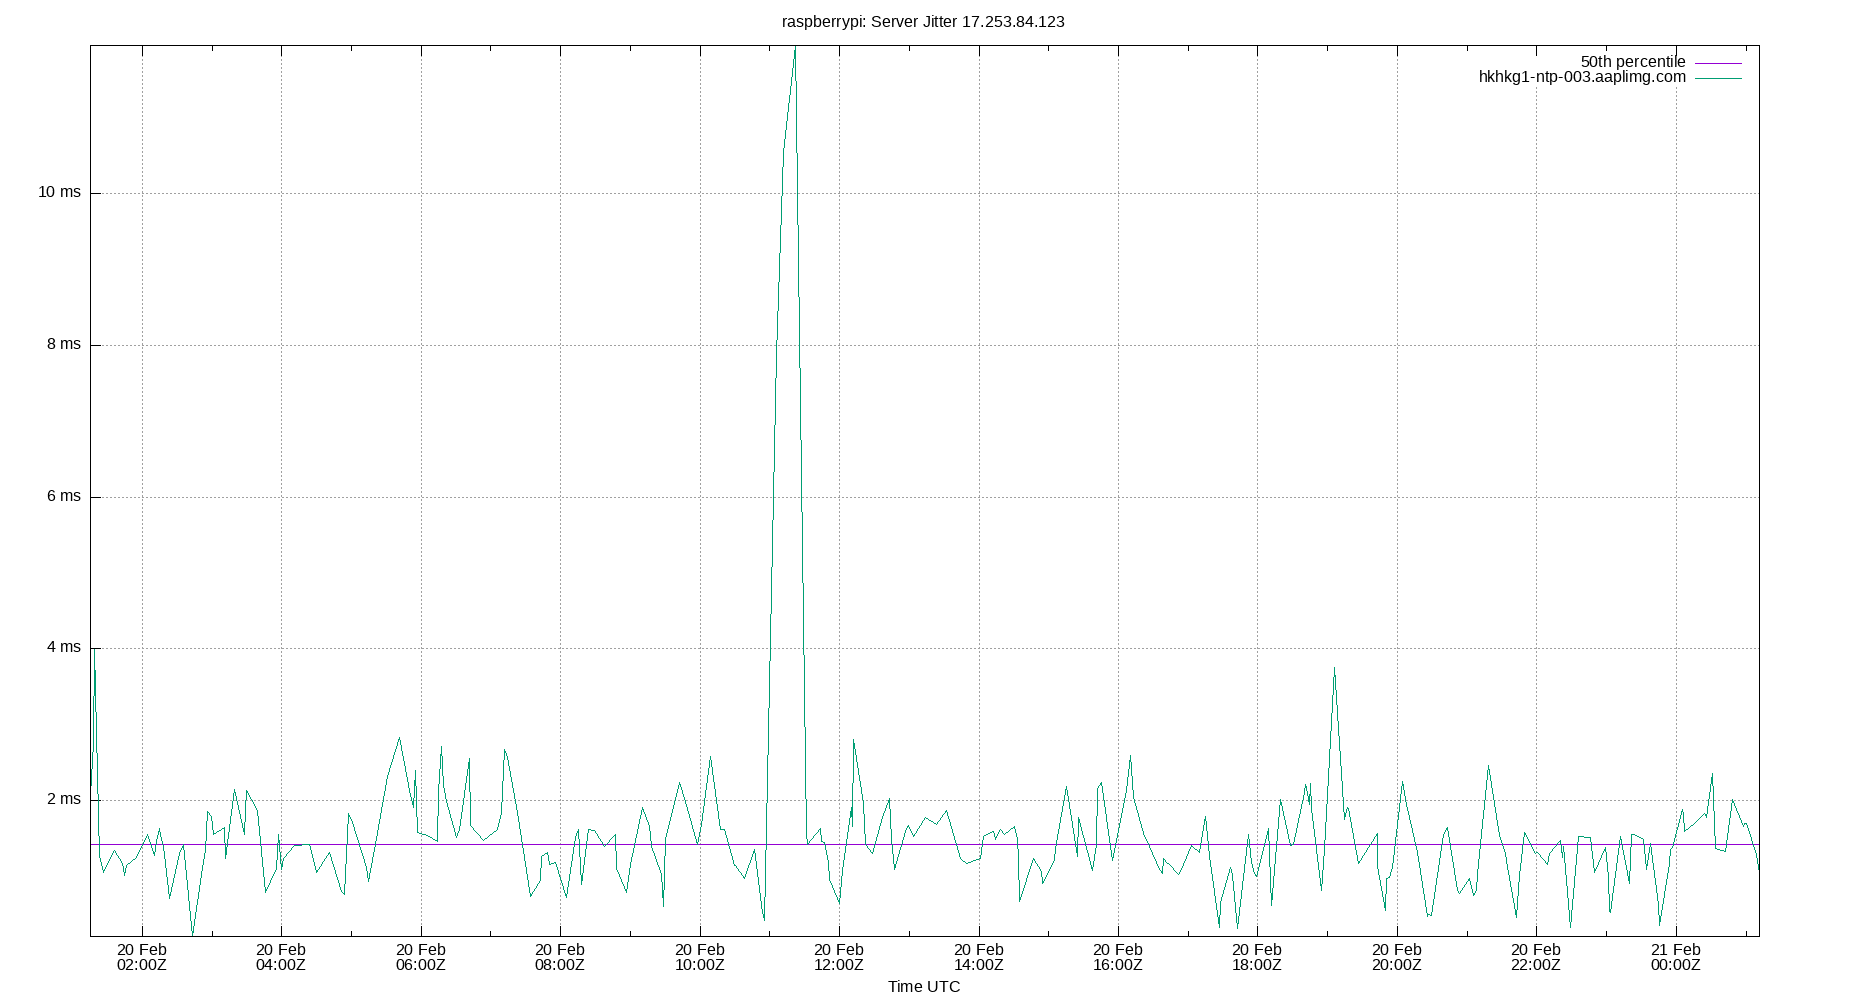 raspberrypi: Server Jitter 17.253.84.123
50th percentile
hkhkg1-ntp-003.aaplimg.com
10 ms
8 ms
6 ms
4 ms
2 ms
20 Feb 20 Feb 20 Feb 20 Feb 20 Feb 20 Feb 20 Feb 20 Feb 20 Feb 20 Feb 20 Feb 21 Feb
02:00Z 04:00Z 06:00Z 08:00Z 10:00Z 12:00Z 14:00Z 16:00Z 18:00Z 20:00Z 22:00Z 00:00Z
Time UTC